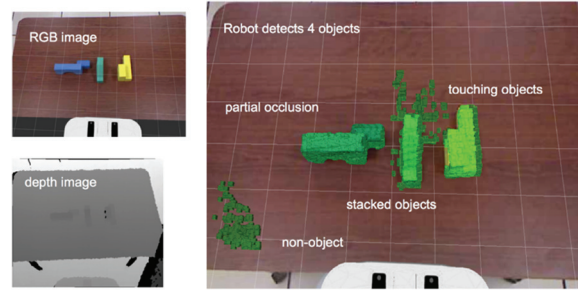 RGB image
depth image
Robot detects 4 objects
touching objects
partial occlusion
stacked objects
non-object